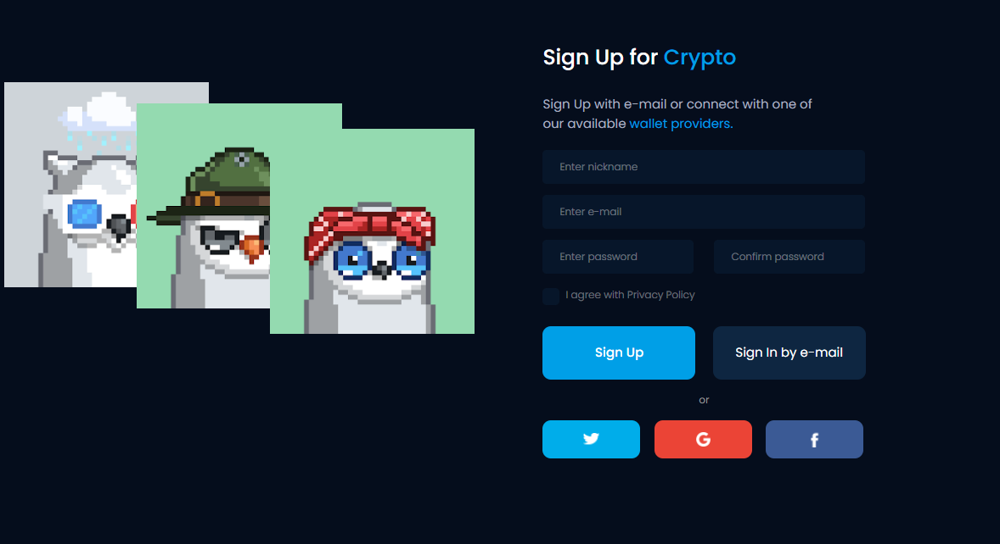 Sign Up for Crypto
Sign Up with e-mail or connect with one of
our available wallet providers.
Enter nickname
Enter e-mail
Enter password
Confirm password
I agree with Privacy Policy
Sign Up
Sign In by e-mail
or